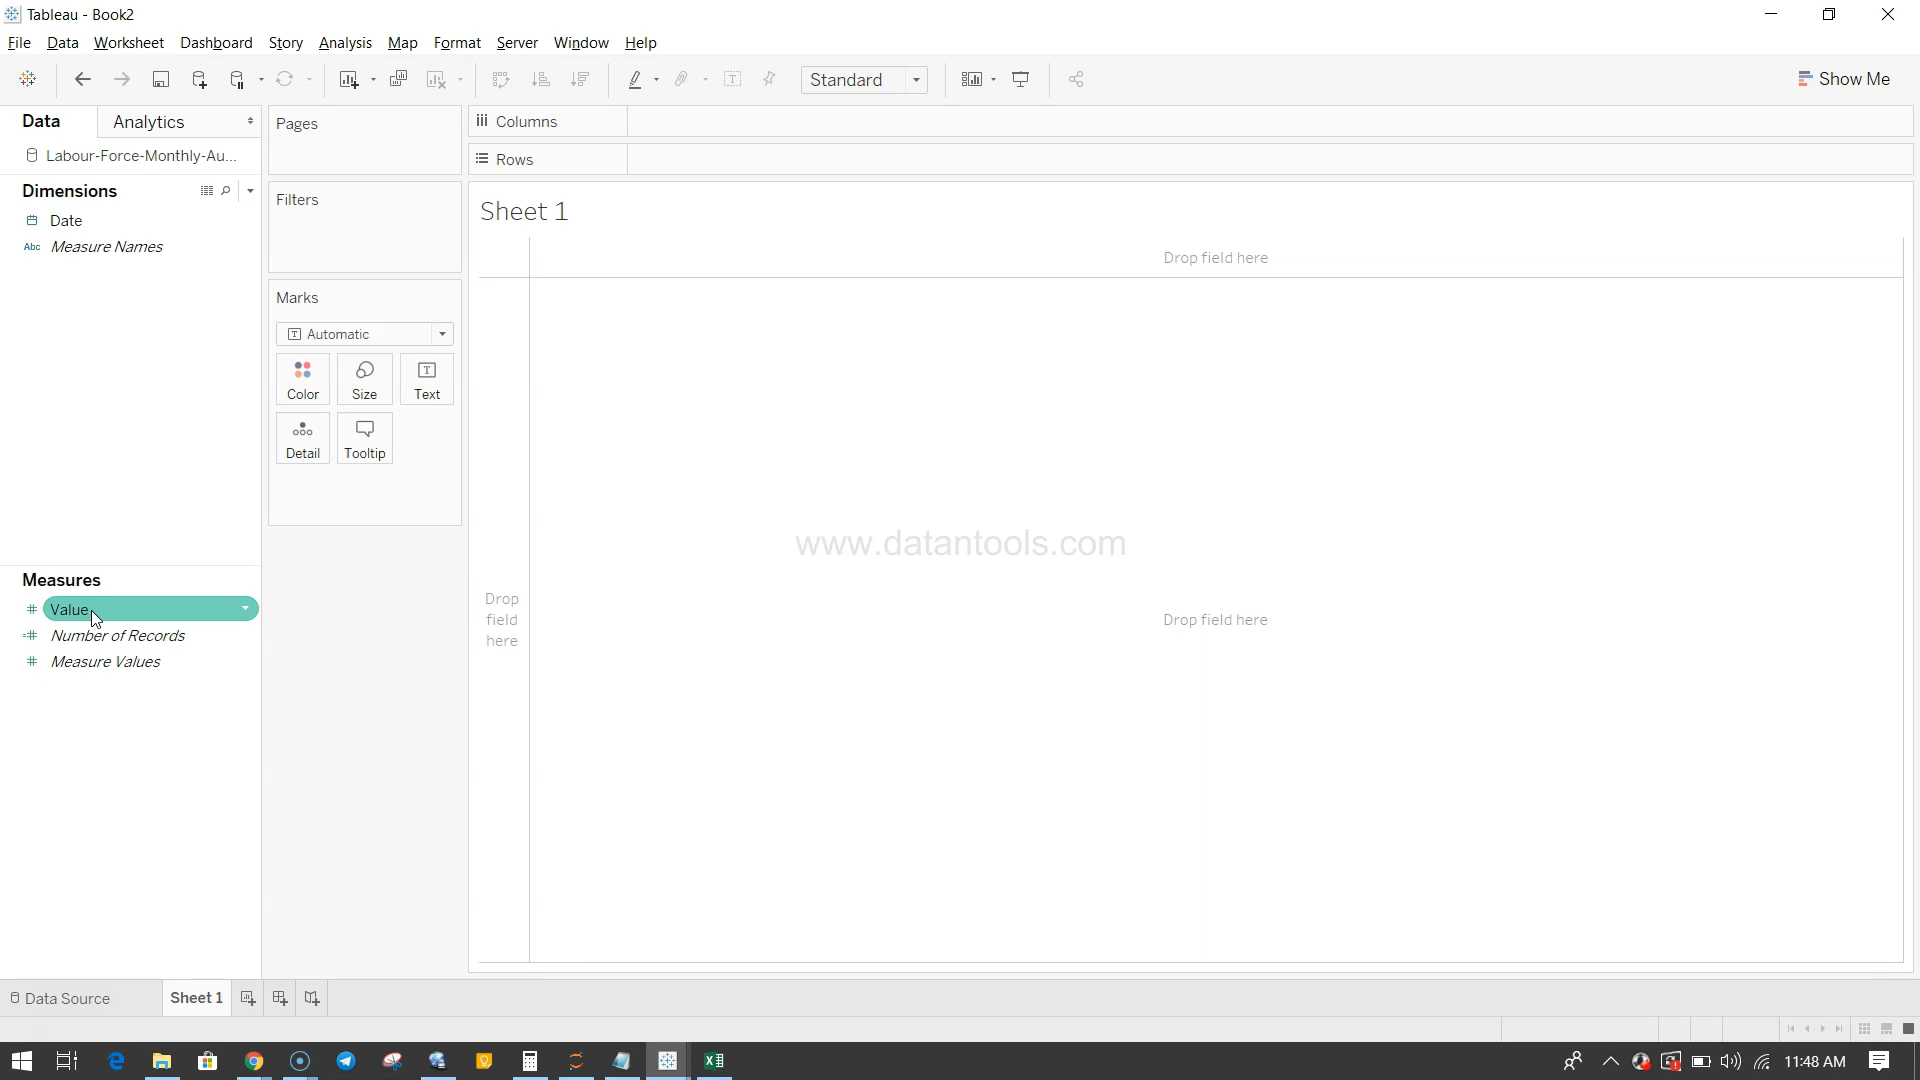 Tableau - Book2
File Data Worksheet Dashboard Story Analysis Map Format Server Window Help
Standard
Show Me
Data Analytics
Pages
Columns
Labour-Force-Monthly-Au...
Rows
Dimensions
Filters
Sheet 1
Date
Abc Measure Names
Drop field here
Marks
T Automatic
Color Size Text
Detail Tooltip
www.datantools.com
Measures
Value
Number of Records
Measure Values
Drop
field
here
Drop field here
Data Source Sheet 1
11:48 AM